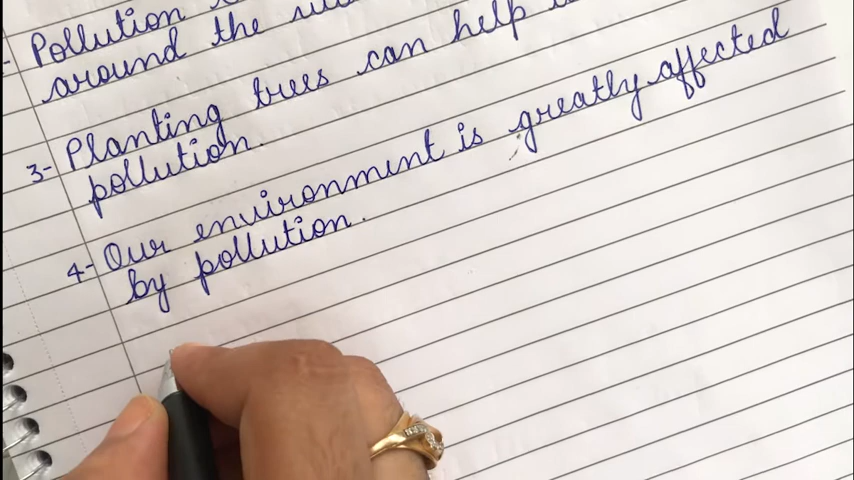 Pollution
around the
3- Planting trees can help
pollution.
4- Our environment is greatly affected
by pollution.